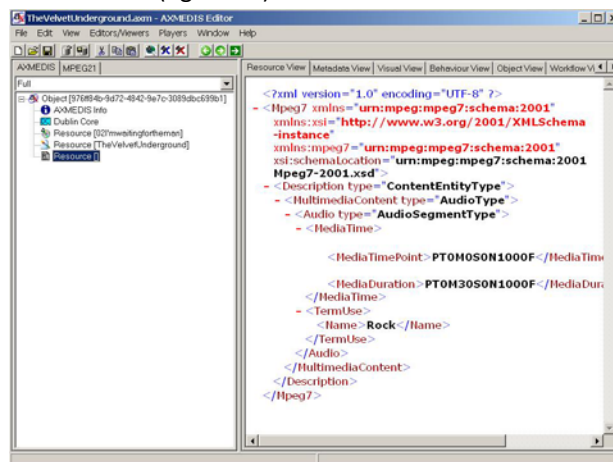 TheVelvetUnderground.axm - AXMEDIS Editor
File Edit View Editors/Viewers Players Window Help
AXMEDIS MPEG21
Full
Object [976ff84b-9d72-4842-9e7c-3089dbc699b1]
AXMEDIS Info
Dublin Core
Resource [02I'mwaitingfortheman]
Resource [TheVelvetUnderground]
Resource []
Resource View Metadata View Visual View Behaviour View Object View Workflow Vi
<?xml version="1.0" encoding="UTF-8" ?>
- <Mpeg7 xmlns="urn:mpeg:mpeg7:schema:2001"
xmlns:xsi="http://www.w3.org/2001/XMLSchema
-instance"
xmlns:mpeg7="urn:mpeg:mpeg7:schema:2001"
xsi:schemaLocation="urn:mpeg:mpeg7:schema:2001
Mpeg7-2001.xsd">
- <Description type="ContentEntityType">
- <MultimediaContent type="AudioType">
- <Audio type="AudioSegmentType">
- <MediaTime>
<MediaTimePoint>PT0M0S0N1000F</MediaTime
<MediaDuration>PT0M30S0N1000F</MediaDura
</MediaTime>
- <TermUse>
<Name>Rock</Name>
</TermUse>
</Audio>
</MultimediaContent>
</Description>
</Mpeg7>